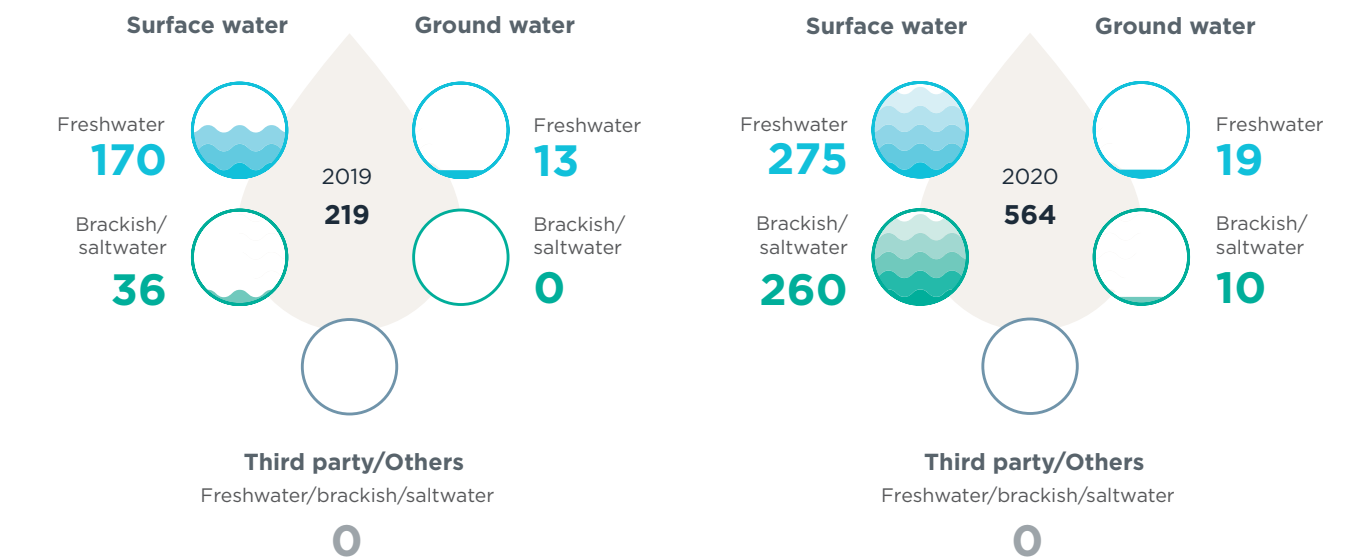 Surface water
Ground water
Freshwater
170
Freshwater
13
2019
219
Brackish/
saltwater
36
Brackish/
saltwater
0
Third party/Others
Freshwater/brackish/saltwater
0
Surface water
Ground water
Freshwater
275
Freshwater
19
2020
564
Brackish/
saltwater
260
Brackish/
saltwater
10
Third party/Others
Freshwater/brackish/saltwater
0